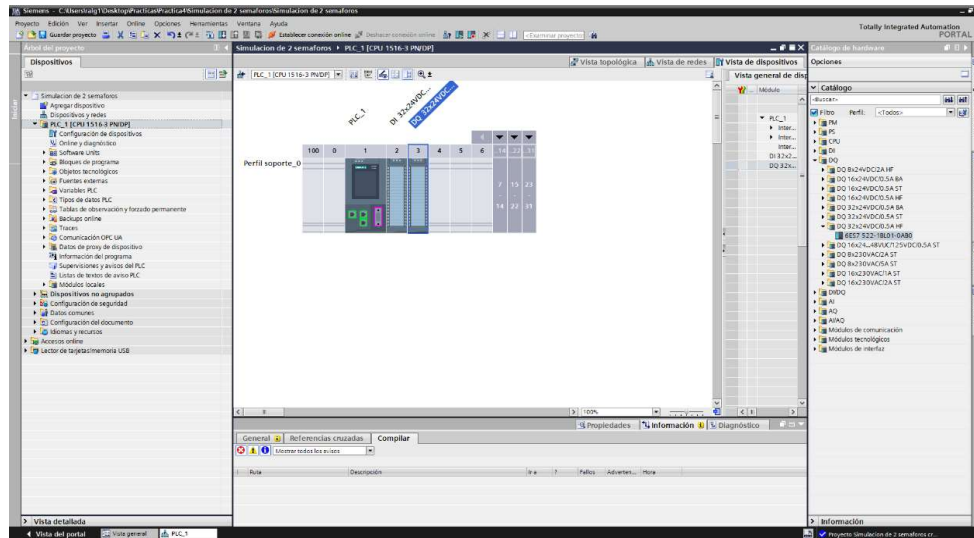 Siemens - C:\Users\ralg1\Desktop\Practicas\Practica4\Simulacion de 2 semaforos\Simulacion de 2 semaforos
Proyecto Edición Ver Insertar Online Opciones Herramientas Ventana Ayuda
Totally Integrated Automation
PORTAL
Guardar proyecto Establecer conexión online Deshacer conexión online <Examinar proyecto>
Árbol del proyecto
Dispositivos
Iniciar
Simulacion de 2 semaforos
Agregar dispositivo
Dispositivos y redes
PLC_1 [CPU 1516-3 PN/DP]
Configuración de dispositivos
Online y diagnóstico
Software Units
Bloques de programa
Objetos tecnológicos
Fuentes externas
Variables PLC
Tipos de datos PLC
Tablas de observación y forzado permanente
Backups online
Traces
Comunicación OPC UA
Datos de proxy de dispositivo
Información del programa
Supervisiones y avisos del PLC
Listas de textos de aviso PLC
Módulos locales
Dispositivos no agrupados
Configuración de seguridad
Datos comunes
Configuración del documento
Idiomas y recursos
Accesos online
Lector de tarjetas/memoria USB
Vista detallada
Simulacion de 2 semaforos PLC_1 [CPU 1516-3 PN/DP]
Vista topológica Vista de redes Vista de dispositivos
PLC_1 [CPU 1516-3 PN/DP]
PLC_1
DI 32x24VDC...
DQ 32x24VDC...
100 0 1 2 3 4 5 6
Perfil soporte_0
7 15 23
14 22 31
100%
Vista general de disp
Módulo
PLC_1
Inter...
Inter...
Inter...
DI 32x2...
DQ 32x...
Propiedades Información Diagnóstico
General Referencias cruzadas Compilar
Mostrar todos los avisos
! Ruta Descripción Ir a ? Fallos Adverten... Hora
Catálogo de hardware
Opciones
Catálogo
<Buscar>
Filtro Perfil: <Todos>
PM
PS
CPU
DI
DQ
DQ 8x24VDC/2A HF
DQ 16x24VDC/0.5A BA
DQ 16x24VDC/0.5A ST
DQ 16x24VDC/0.5A HF
DQ 32x24VDC/0.5A BA
DQ 32x24VDC/0.5A ST
DQ 32x24VDC/0.5A HF
6ES7 522-1BL01-0AB0
DQ 16x24...48VUC/125VDC/0.5A ST
DQ 8x230VAC/2A ST
DQ 8x230VAC/5A ST
DQ 16x230VAC/1A ST
DQ 16x230VAC/2A ST
DI/DQ
AI
AQ
AI/AQ
Módulos de comunicación
Módulos tecnológicos
Módulos de interfaz
Información
Vista del portal Vista general PLC_1
Proyecto Simulacion de 2 semaforos cr...